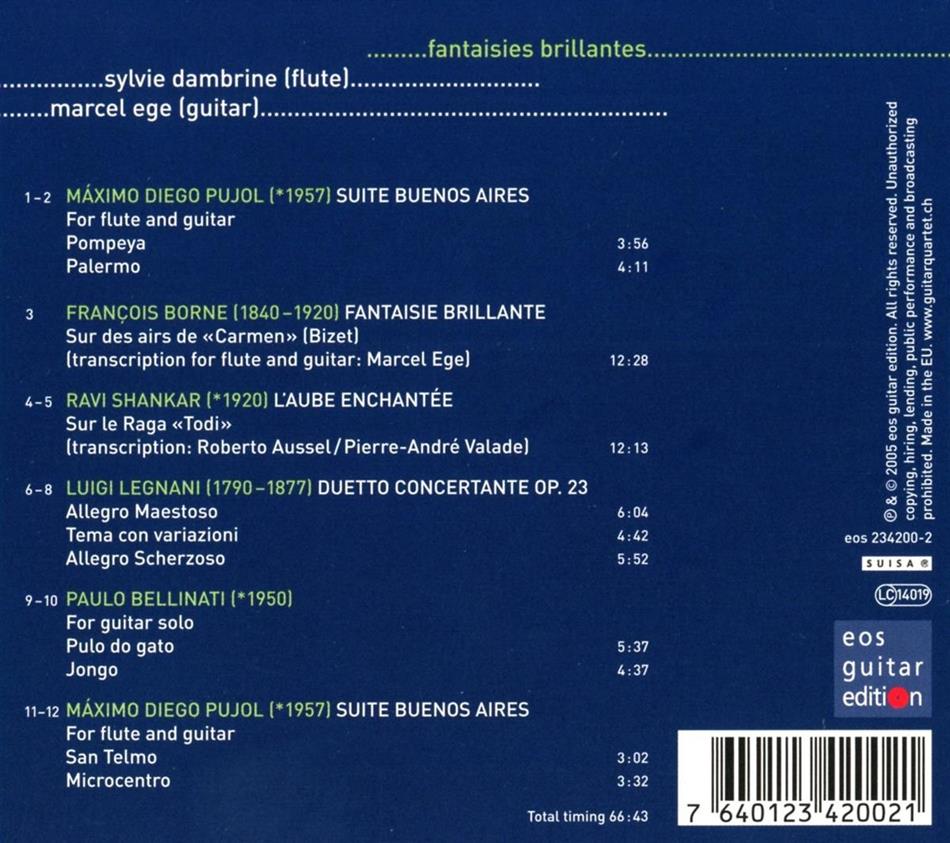 .........fantaisies brillantes.............................................
...............sylvie dambrine (flute)............................
.......marcel ege (guitar)............................................................
1–2 MÁXIMO DIEGO PUJOL (*1957) SUITE BUENOS AIRES
For flute and guitar
Pompeya 3:56
Palermo 4:11
3 FRANÇOIS BORNE (1840–1920) FANTAISIE BRILLANTE
Sur des airs de «Carmen» (Bizet)
(transcription for flute and guitar: Marcel Ege) 12:28
4–5 RAVI SHANKAR (*1920) L'AUBE ENCHANTÉE
Sur le Raga «Todi»
(transcription: Roberto Aussel/Pierre-André Valade) 12:13
6–8 LUIGI LEGNANI (1790–1877) DUETTO CONCERTANTE OP. 23
Allegro Maestoso 6:04
Tema con variazioni 4:42
Allegro Scherzoso 5:52
9–10 PAULO BELLINATI (*1950)
For guitar solo
Pulo do gato 5:37
Jongo 4:37
11–12 MÁXIMO DIEGO PUJOL (*1957) SUITE BUENOS AIRES
For flute and guitar
San Telmo 3:02
Microcentro 3:32
Total timing 66:43
℗ & © 2005 eos guitar edition. All rights reserved. Unauthorized
copying, hiring, lending, public performance and broadcasting
prohibited. Made in the EU. www.guitarquartet.ch
eos 234200-2
SUISA ®
LC 14019
eos
guitar
edition
7 640123 420021